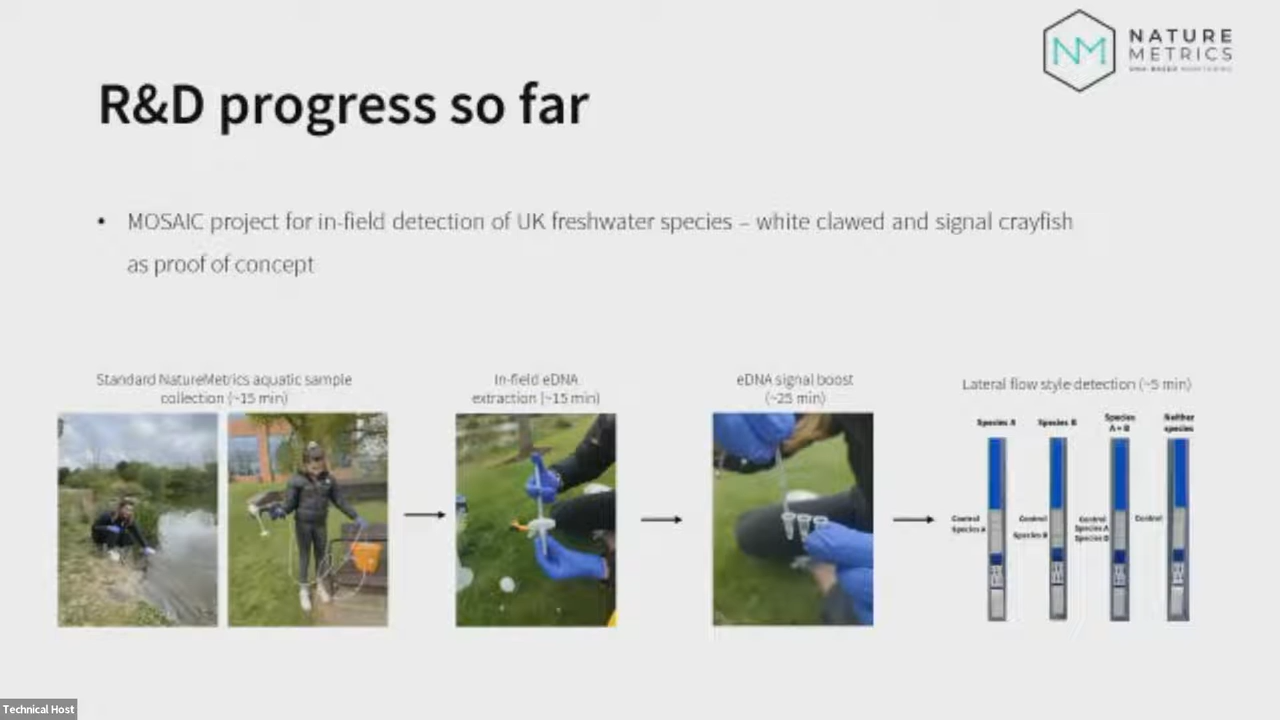 NATURE
METRICS
DNA-BASED MONITORING
R&D progress so far
• MOSAIC project for in-field detection of UK freshwater species – white clawed and signal crayfish
as proof of concept
Standard NatureMetrics aquatic sample
collection (~15 min)
In-field eDNA
extraction (~15 min)
eDNA signal boost
(~25 min)
Lateral flow style detection (~5 min)
Species A
Species B
Species
A + B
Neither
species
Control
Species A
Control
Species B
Control
Species A
Species B
Control
Technical Host